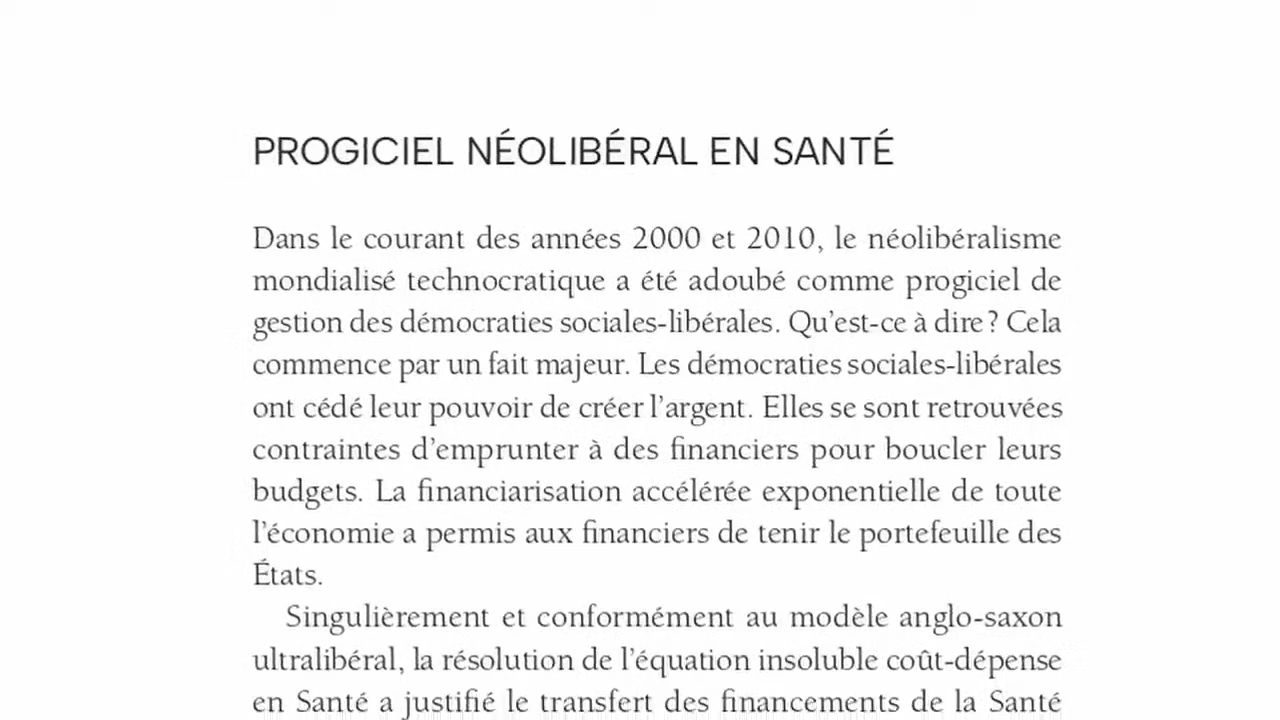 PROGICIEL NÉOLIBÉRAL EN SANTÉ
Dans le courant des années 2000 et 2010, le néolibéralisme
mondialisé technocratique a été adoubé comme progiciel de
gestion des démocraties sociales-libérales. Qu’est-ce à dire ? Cela
commence par un fait majeur. Les démocraties sociales-libérales
ont cédé leur pouvoir de créer l’argent. Elles se sont retrouvées
contraintes d’emprunter à des financiers pour boucler leurs
budgets. La financiarisation accélérée exponentielle de toute
l’économie a permis aux financiers de tenir le portefeuille des
États.
Singulièrement et conformément au modèle anglo-saxon
ultralibéral, la résolution de l’équation insoluble coût-dépense
en Santé a justifié le transfert des financements de la Santé